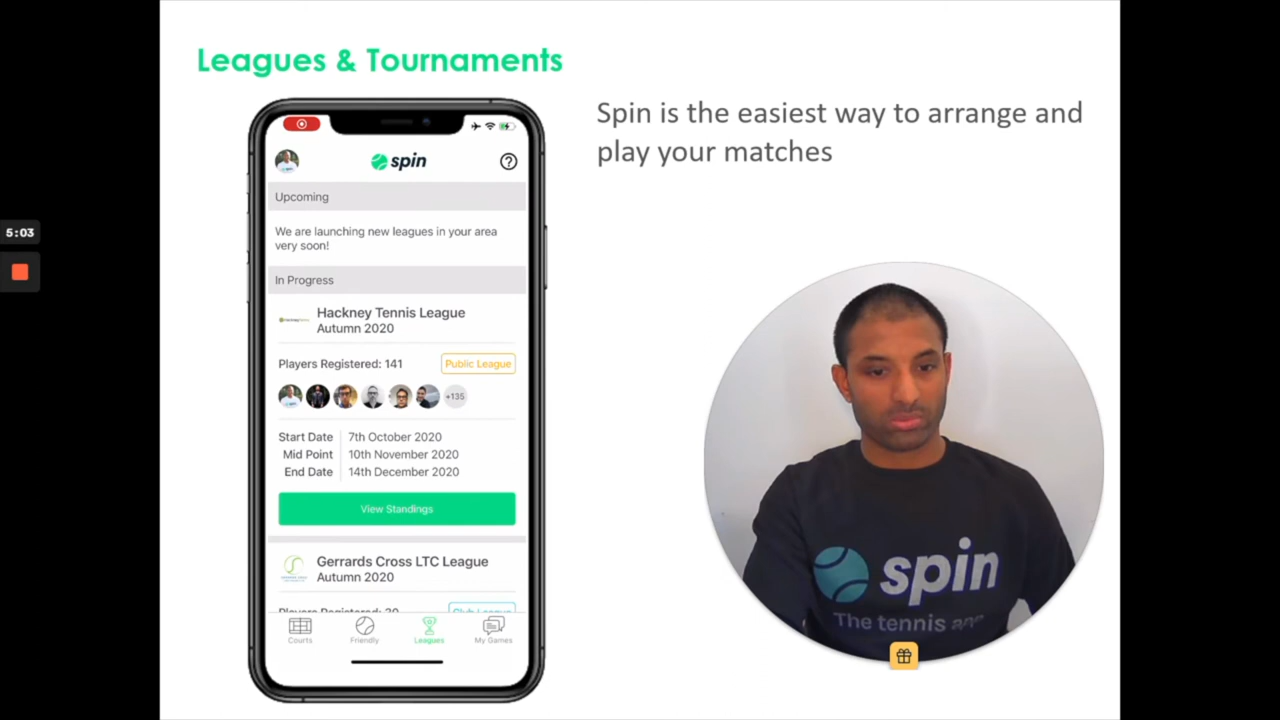 Leagues & Tournaments
Spin is the easiest way to arrange and
play your matches
5:03
spin
?
Upcoming
We are launching new leagues in your area
very soon!
In Progress
Hackney Tennis League
Autumn 2020
Players Registered: 141
Public League
+135
Start Date 7th October 2020
Mid Point 10th November 2020
End Date 14th December 2020
View Standings
Gerrards Cross LTC League
Autumn 2020
Players Registered:
Courts
Friendly
Leagues
My Games
spin
The tennis app